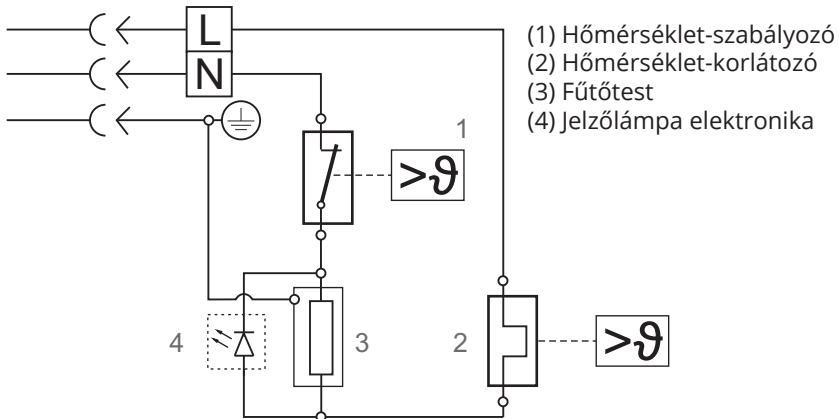 L
N
(1) Hőmérséklet-szabályozó
(2) Hőmérséklet-korlátozó
(3) Fűtőtest
(4) Jelzőlámpa elektronika
1
>ϑ
4
3
2
>ϑ